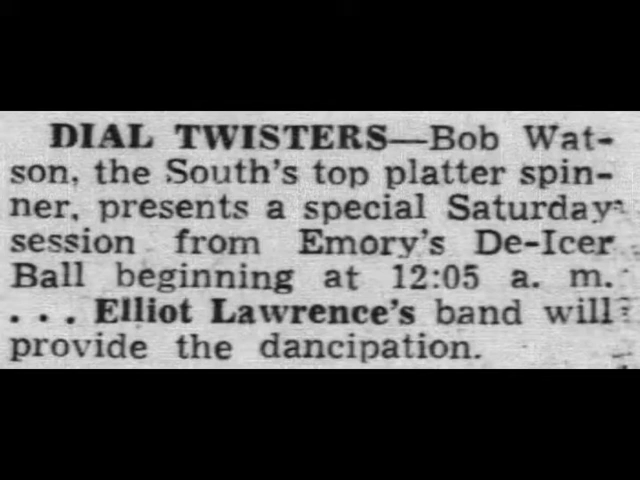 DIAL TWISTERS—Bob Wat-
son, the South's top platter spin-
ner, presents a special Saturday
session from Emory's De-Icer
Ball beginning at 12:05 a. m.
. . . Elliot Lawrence's band will
provide the dancipation.